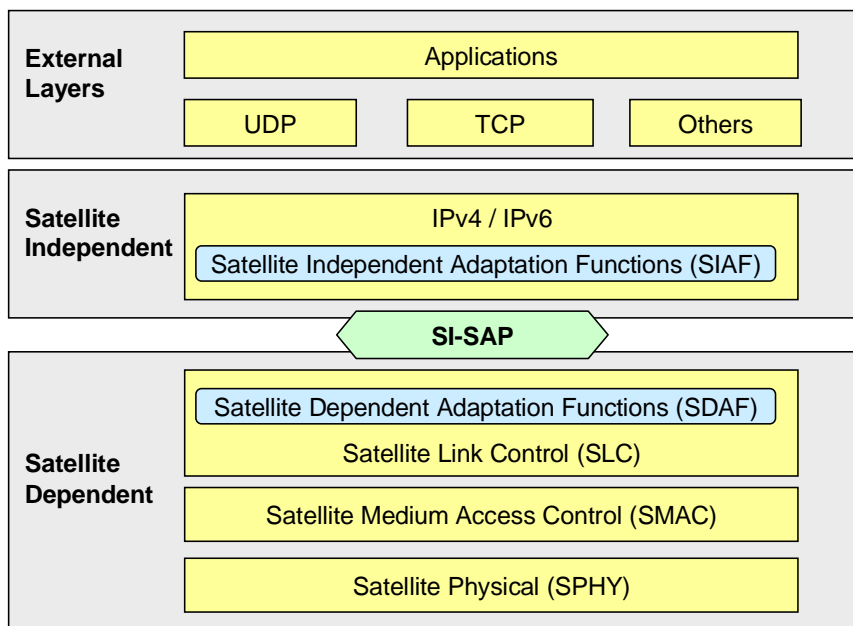 External
Layers
Applications
UDP
TCP
Others
Satellite
Independent
IPv4 / IPv6
Satellite Independent Adaptation Functions (SIAF)
SI-SAP
Satellite
Dependent
Satellite Dependent Adaptation Functions (SDAF)
Satellite Link Control (SLC)
Satellite Medium Access Control (SMAC)
Satellite Physical (SPHY)